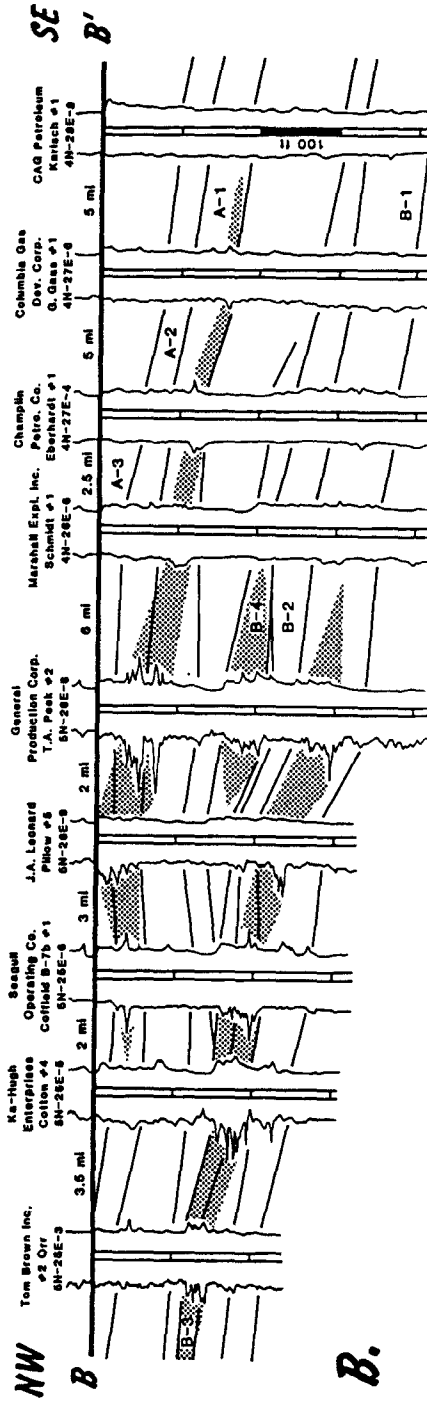 NW
SE
B
B'
Tom Brown Inc.
#2 Orr
5N-25E-3
3.5 mi
Ka-Hugh
Enterprises
Cotton #4
5N-25E-5
2 mi
Seagull
Operating Co.
Coffield B-7b #1
5N-25E-6
3 mi
J.A. Leonard
Pillow #5
5N-26E-9
2 mi
General
Production Corp.
T.A. Peek #2
5N-26E-8
6 mi
Marshall Expl. Inc.
Schmidt #1
4N-26E-6
2.5 mi
Champlin
Petro. Co.
Eberhardt #1
4N-27E-4
5 mi
Columbia Gas
Dev. Corp.
G. Gass #1
4N-27E-6
5 mi
CAG Petroleum
Karisch #1
4N-28E-9
A-3
A-2
A-1
B-3
B-4
B-2
B-1
100 ft
B.